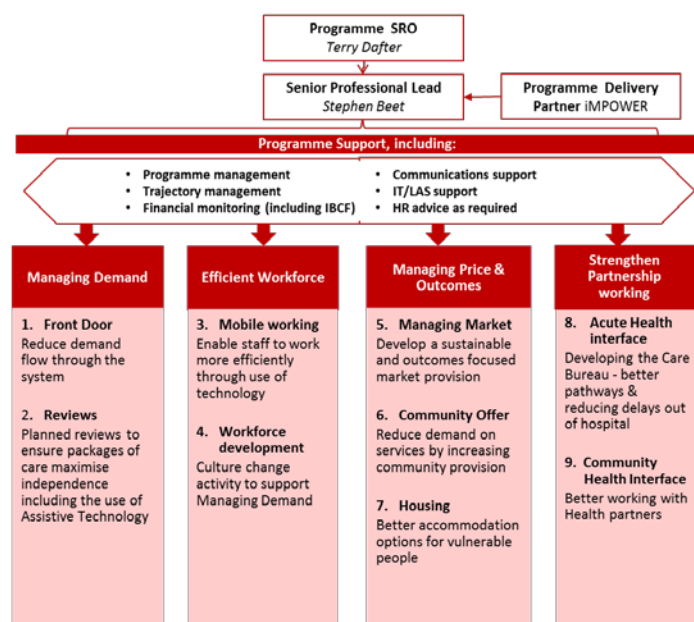 Programme SRO
Terry Dafter
Senior Professional Lead
Stephen Beet
Programme Delivery
Partner iMPOWER
Programme Support, including:
• Programme management
• Trajectory management
• Financial monitoring (including IBCF)
• Communications support
• IT/LAS support
• HR advice as required
Managing Demand
1. Front Door
Reduce demand
flow through the
system
2. Reviews
Planned reviews to
ensure packages of
care maximise
independence
including the use of
Assistive Technology
Efficient Workforce
3. Mobile working
Enable staff to work
more efficiently
through use of
technology
4. Workforce
development
Culture change
activity to support
Managing Demand
Managing Price &
Outcomes
5. Managing Market
Develop a sustainable
and outcomes focused
market provision
6. Community Offer
Reduce demand on
services by increasing
community provision
7. Housing
Better accommodation
options for vulnerable
people
Strengthen
Partnership
working
8. Acute Health
interface
Developing the Care
Bureau - better
pathways &
reducing delays out
of hospital
9. Community
Health Interface
Better working with
Health partners